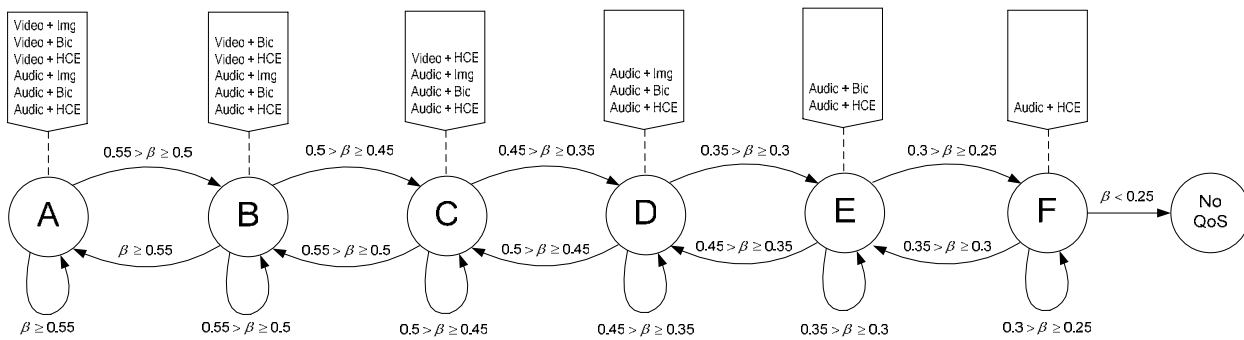 Video + Img
Video + Bic
Video + HCE
Audic + Img
Audic + Bic
Audic + HCE
Video + Bic
Video + HCE
Audic + Img
Audic + Bic
Audic + HCE
Video + HCE
Audic + Img
Audic + Bic
Audic + HCE
Audic + Img
Audic + Bic
Audic + HCE
Audic + Bic
Audic + HCE
Audic + HCE
0.55 > β ≥ 0.5
0.5 > β ≥ 0.45
0.45 > β ≥ 0.35
0.35 > β ≥ 0.3
0.3 > β ≥ 0.25
A
B
C
D
E
F
β < 0.25
No
QoS
β ≥ 0.55
0.55 > β ≥ 0.5
0.5 > β ≥ 0.45
0.45 > β ≥ 0.35
0.35 > β ≥ 0.3
β ≥ 0.55
0.55 > β ≥ 0.5
0.5 > β ≥ 0.45
0.45 > β ≥ 0.35
0.35 > β ≥ 0.3
0.3 > β ≥ 0.25